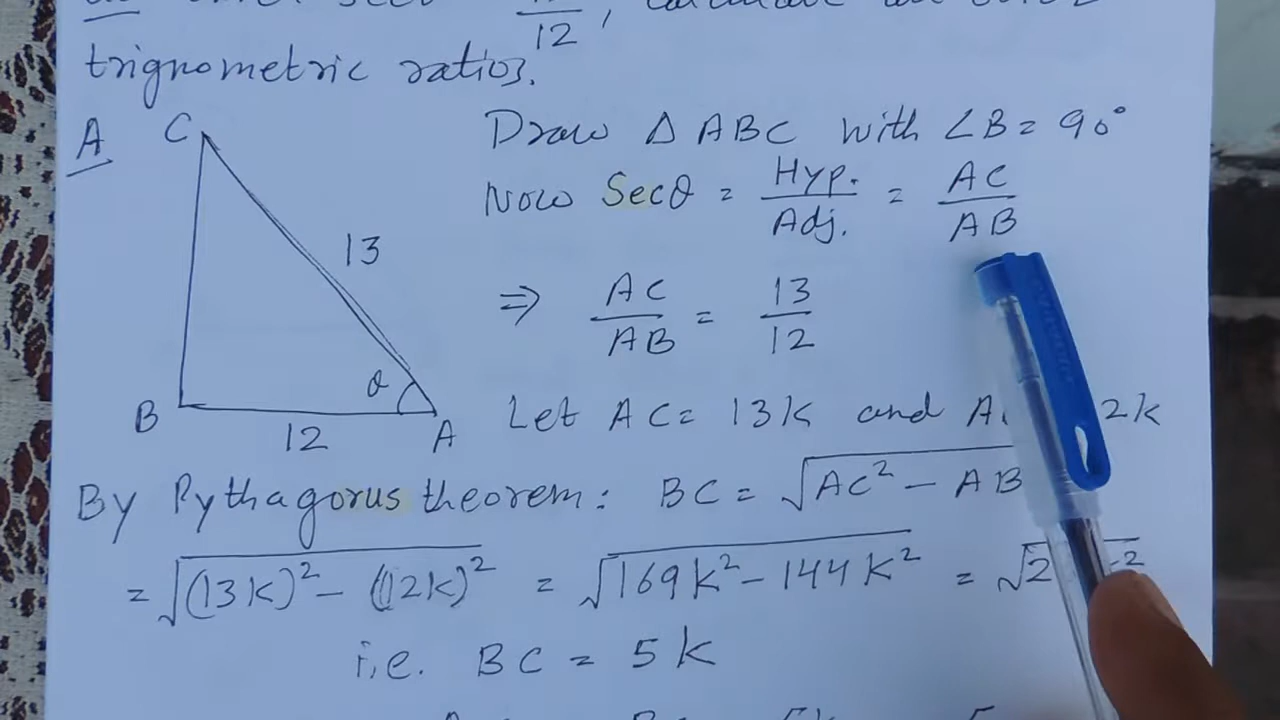 12
trignometric ratios.
A
C
13
θ
B
12
A
Draw Δ ABC with ∠B = 90°
Now Secθ = Hyp./Adj. = AC/AB
⇒ AC/AB = 13/12
Let AC = 13k and 2k
By Pythagorus theorem: BC = √AC² - AB
= √(13k)² - (12k)² = √169k² - 144k² = √2
i.e. BC = 5k